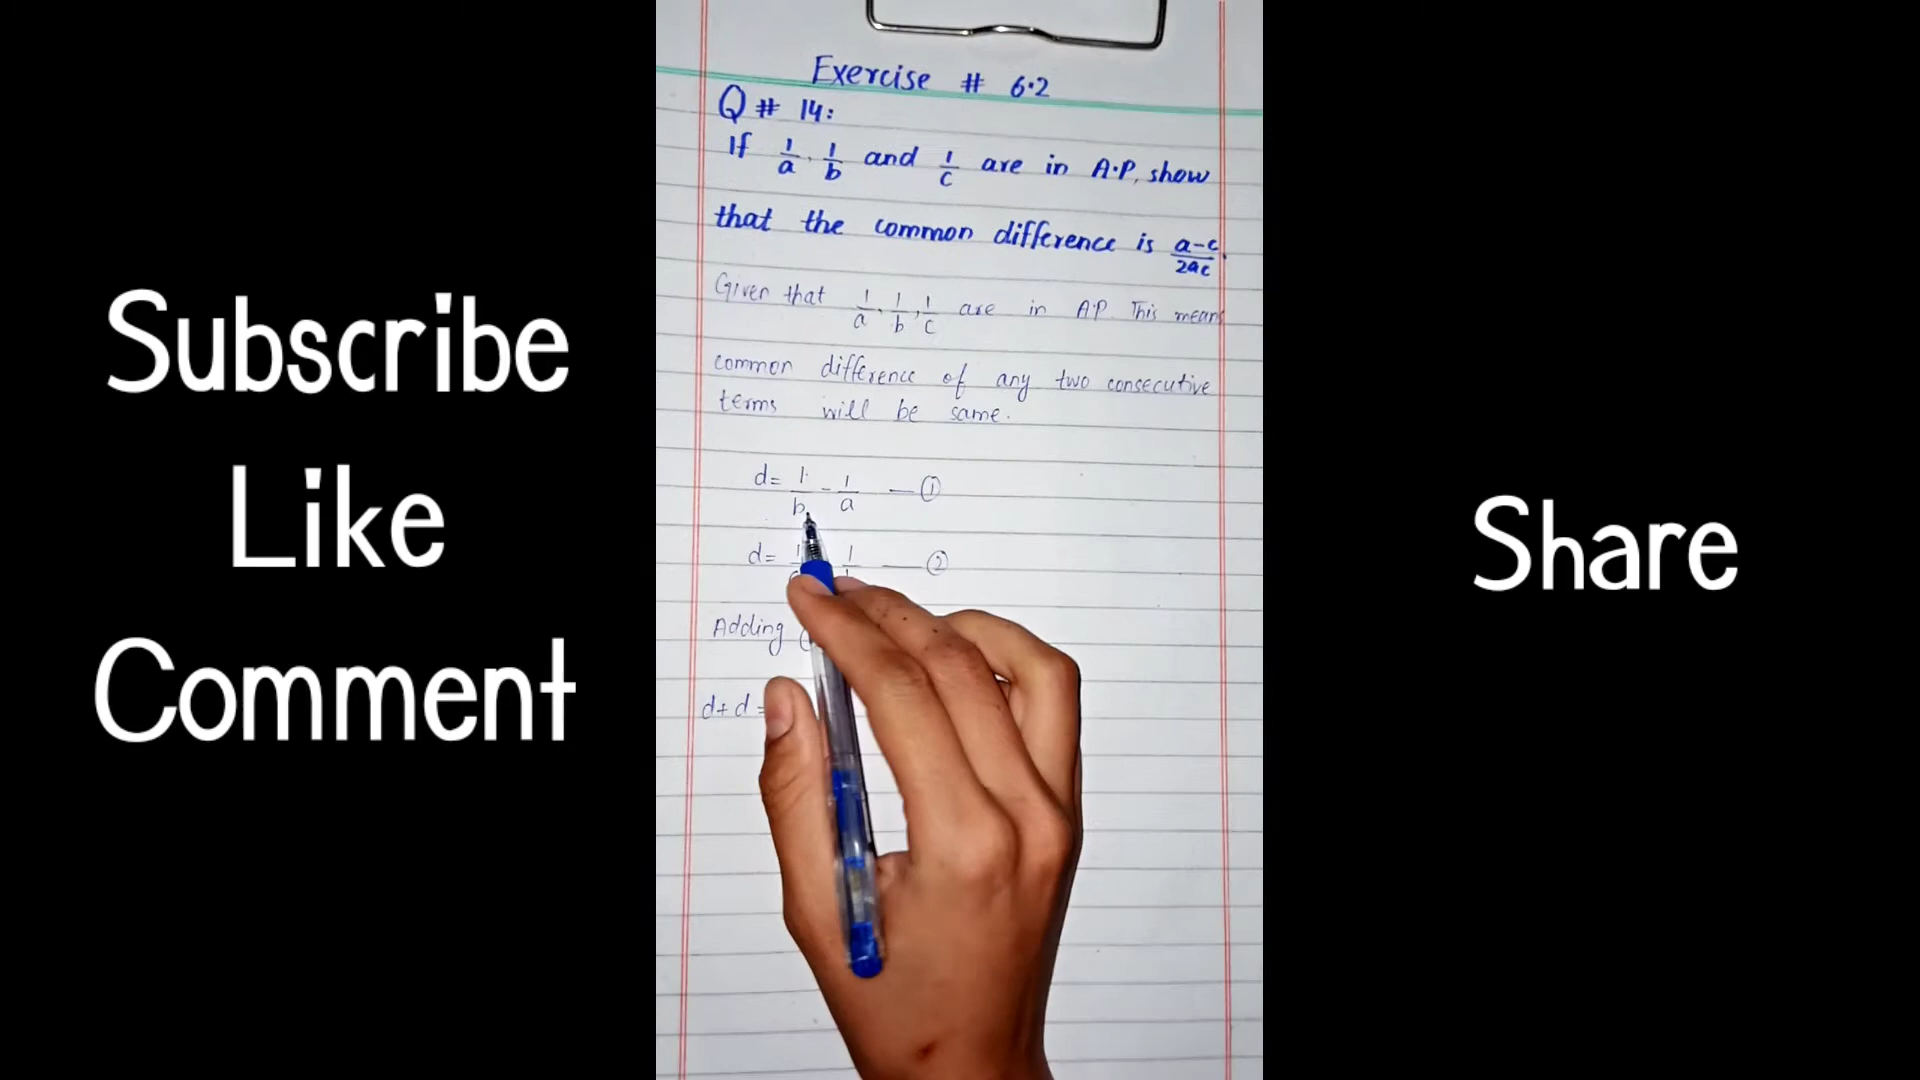 Subscribe
Like
Comment
Exercise # 6.2
Q # 14:
If 1/a, 1/b and 1/c are in A.P, show
that the common difference is a-c/2ac.
Given that 1/a, 1/b, 1/c are in A.P. This means
common difference of any two consecutive
terms will be same.
d= 1/b - 1/a — ①
d= 1 1 — ②
Adding
d+d =
Share